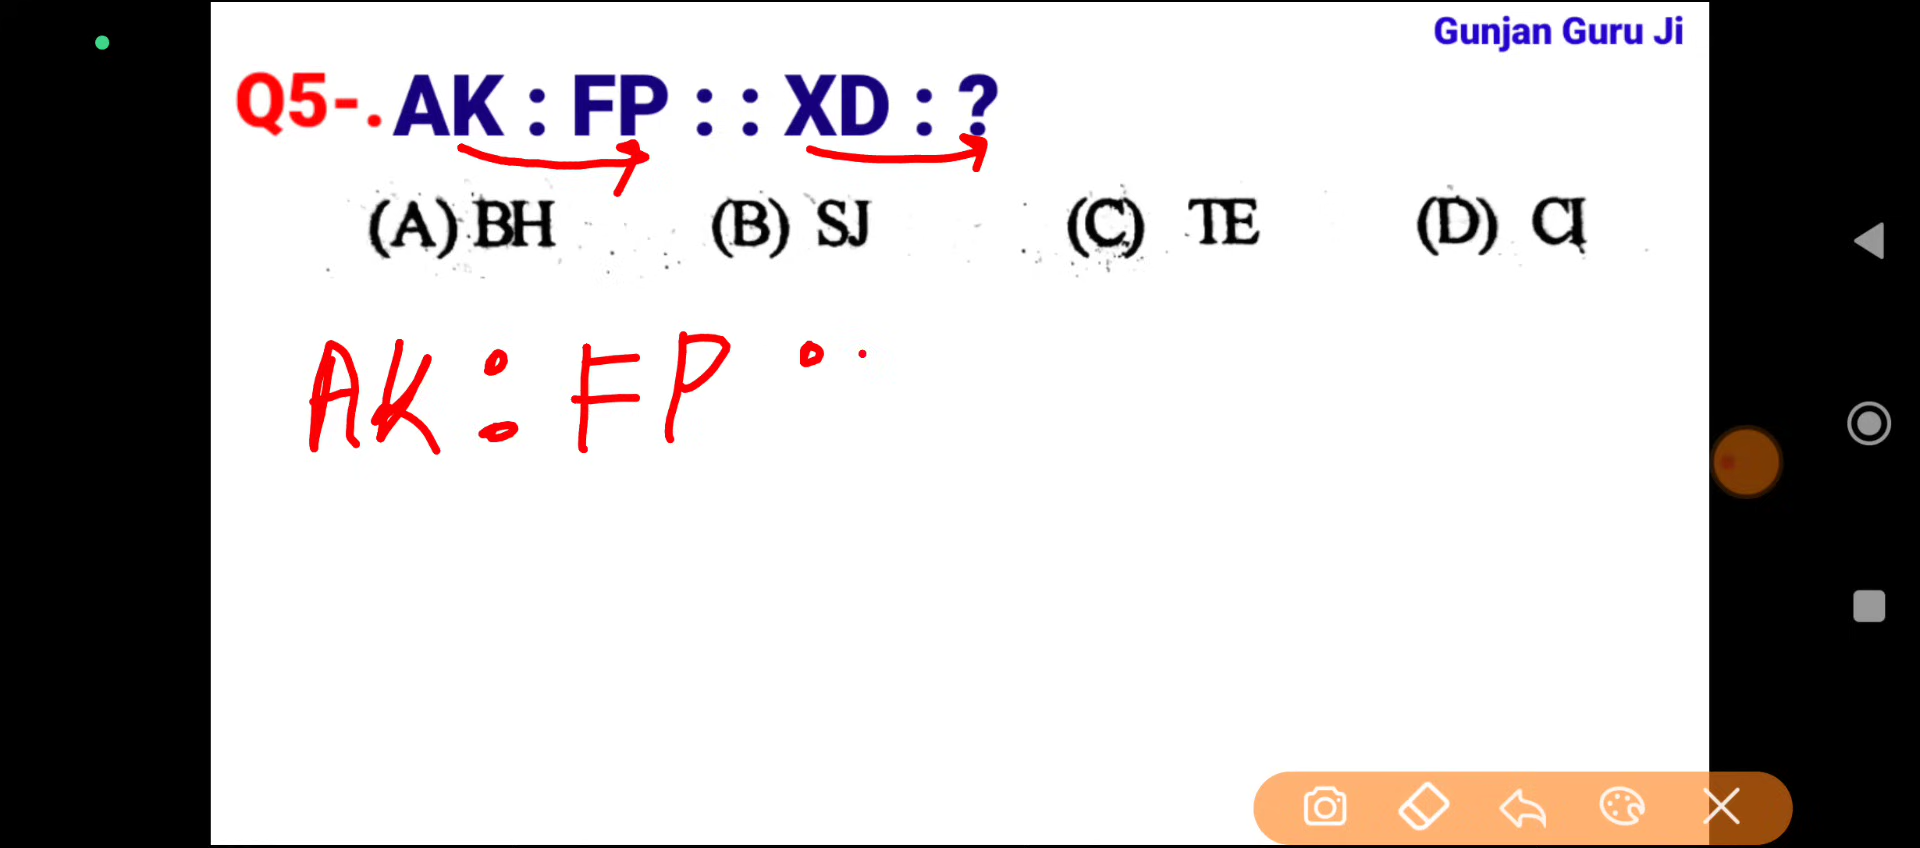 Gunjan Guru Ji
Q5-. AK : FP : : XD : ?
(A) BH (B) SJ (C) TE (D) CI
AK : FP :